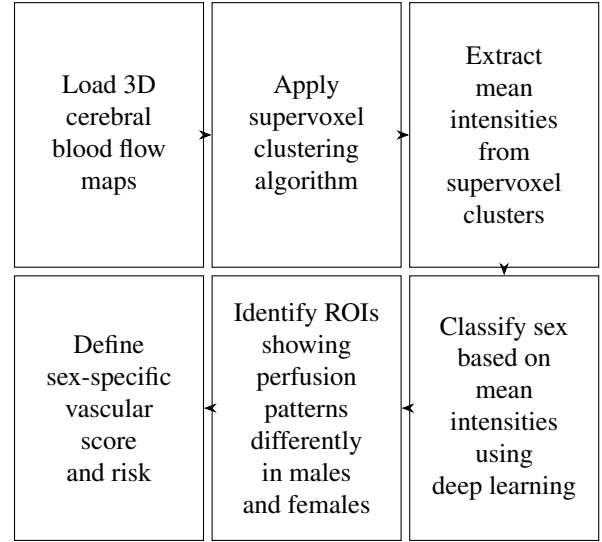 Load 3D
cerebral
blood flow
maps
Apply
supervoxel
clustering
algorithm
Extract
mean
intensities
from
supervoxel
clusters
Classify sex
based on
mean
intensities
using
deep learning
Identify ROIs
showing
perfusion
patterns
differently
in males
and females
Define
sex-specific
vascular
score
and risk